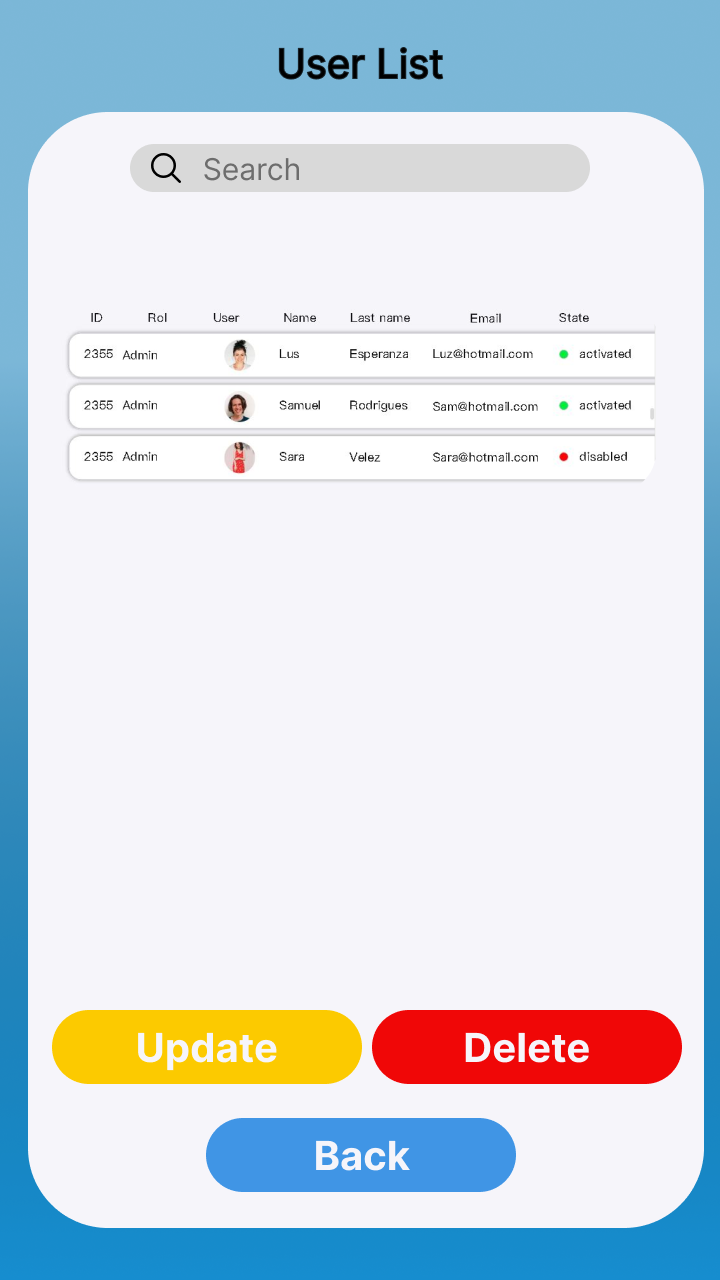 User List
Search
ID Rol User Name Last name Email State
2355 Admin Lus Esperanza Luz@hotmail.com activated
2355 Admin Samuel Rodrigues Sam@hotmail.com activated
2355 Admin Sara Velez Sara@hotmail.com disabled
Update Delete
Back